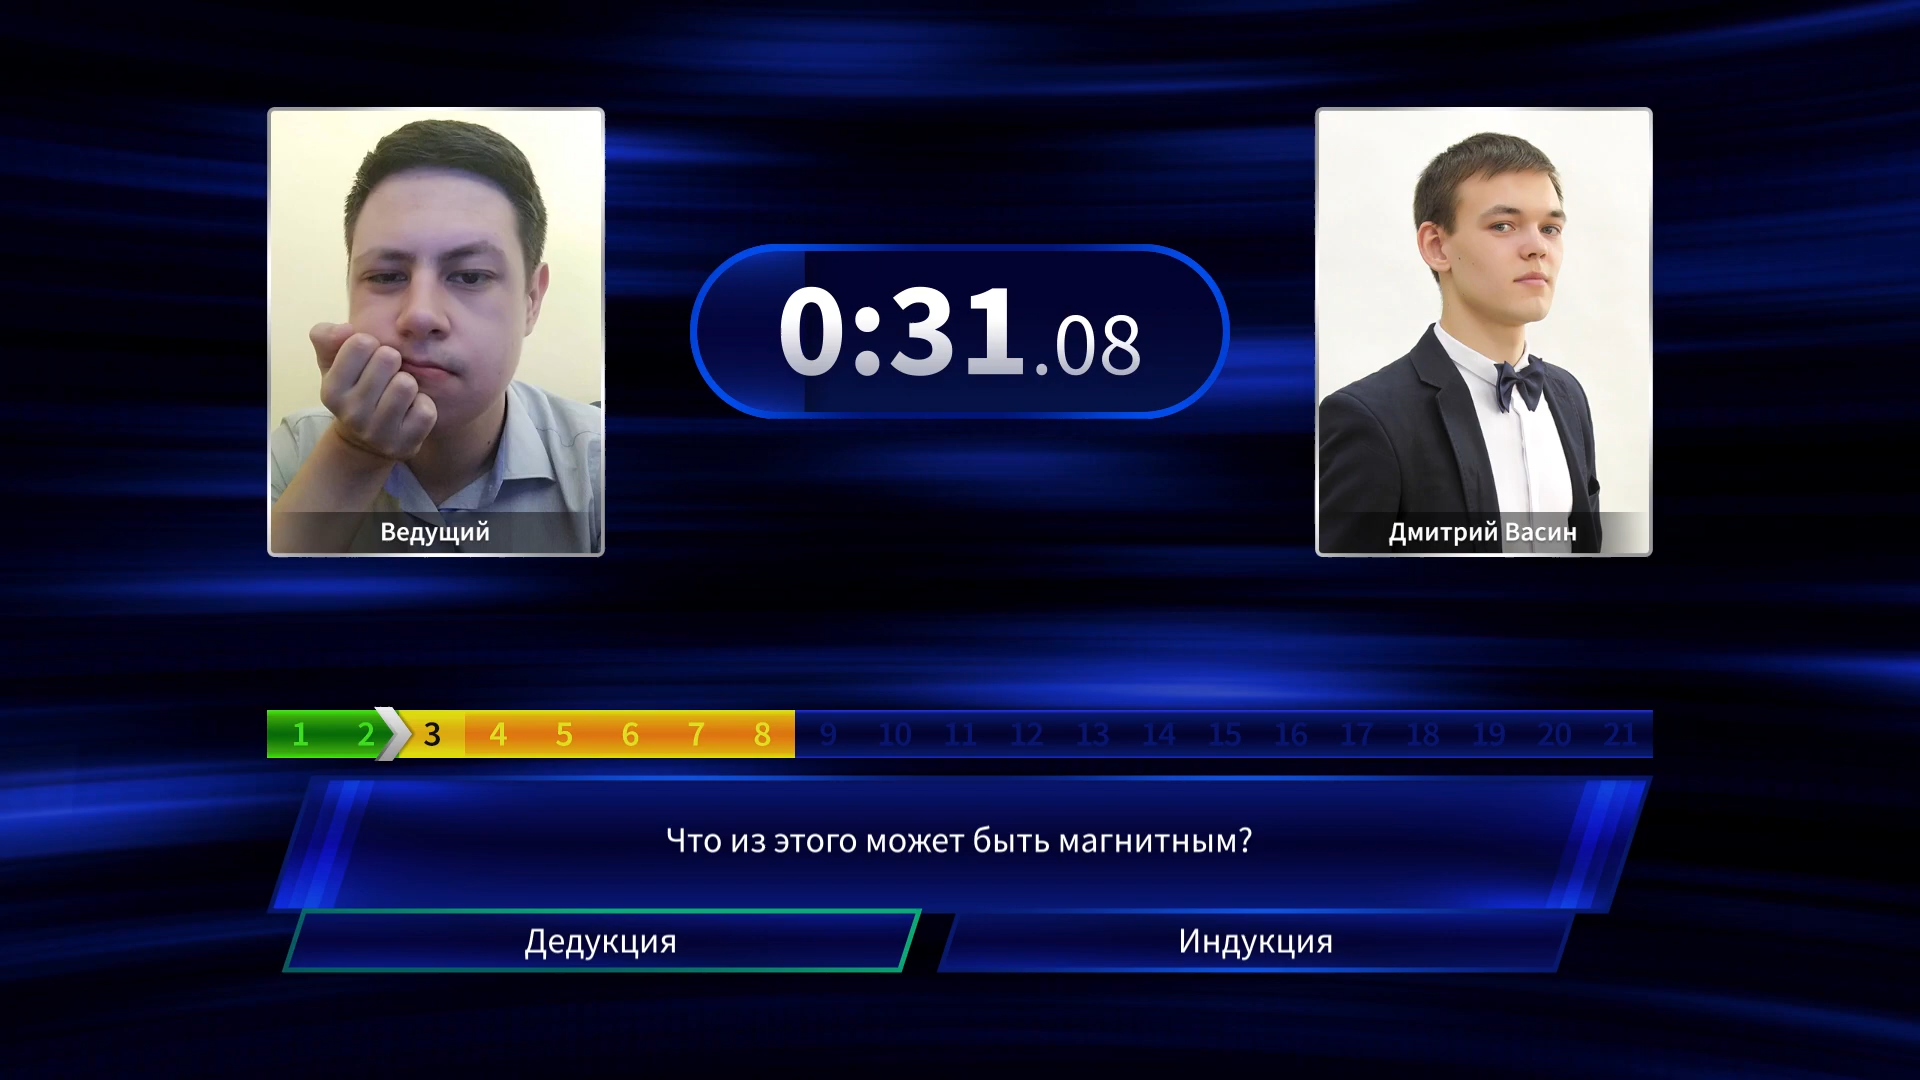 0:31.08
Ведущий
Дмитрий Васин
1 2 3 4 5 6 7 8 9 10 11 12 13 14 15 16 17 18 19 20 21
Что из этого может быть магнитным?
Дедукция
Индукция